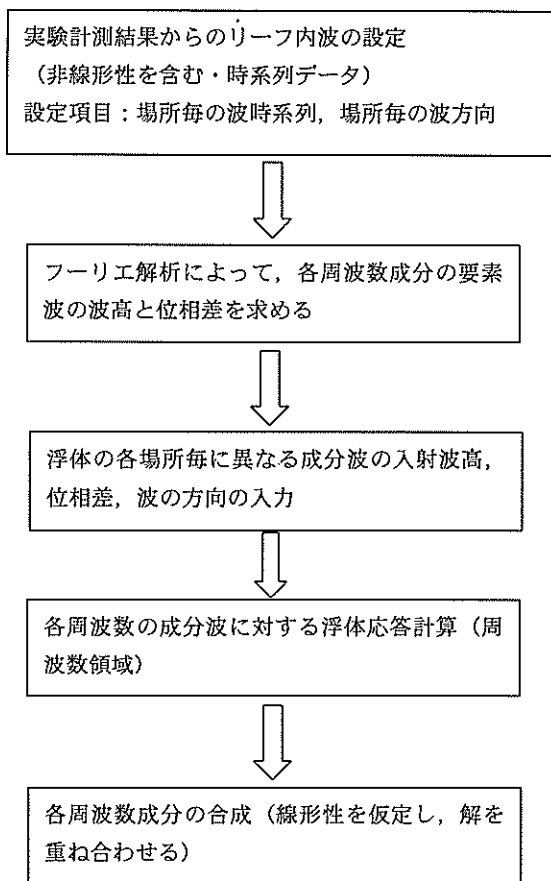 実験計測結果からのリーフ内波の設定
（非線形性を含む・時系列データ）
設定項目：場所毎の波時系列，場所毎の波方向
フーリエ解析によって，各周波数成分の要素
波の波高と位相差を求める
浮体の各場所毎に異なる成分波の入射波高，
位相差，波の方向の入力
各周波数の成分波に対する浮体応答計算（周
波数領域）
各周波数成分の合成（線形性を仮定し，解を
重ね合わせる）